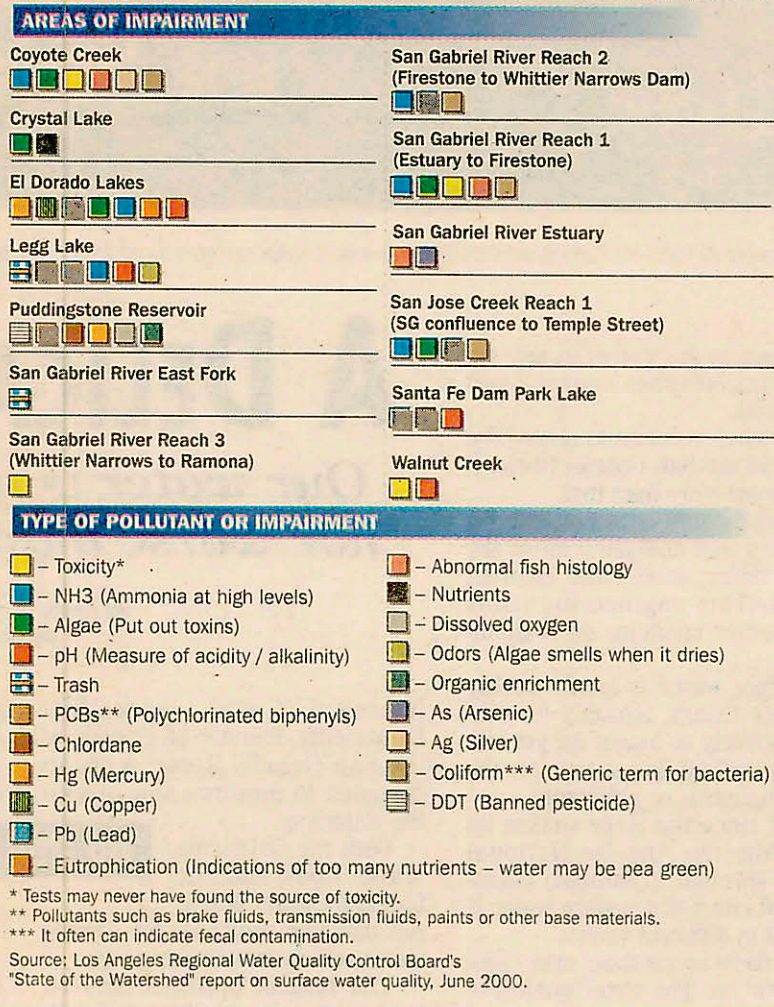 AREAS OF IMPAIRMENT
Coyote Creek
Crystal Lake
El Dorado Lakes
Legg Lake
Puddingstone Reservoir
San Gabriel River East Fork
San Gabriel River Reach 3
(Whittier Narrows to Ramona)
San Gabriel River Reach 2
(Firestone to Whittier Narrows Dam)
San Gabriel River Reach 1
(Estuary to Firestone)
San Gabriel River Estuary
San Jose Creek Reach 1
(SG confluence to Temple Street)
Santa Fe Dam Park Lake
Walnut Creek
TYPE OF POLLUTANT OR IMPAIRMENT
– Toxicity*
– NH3 (Ammonia at high levels)
– Algae (Put out toxins)
– pH (Measure of acidity / alkalinity)
– Trash
– PCBs** (Polychlorinated biphenyls)
– Chlordane
– Hg (Mercury)
– Cu (Copper)
– Pb (Lead)
– Eutrophication (Indications of too many nutrients – water may be pea green)
– Abnormal fish histology
– Nutrients
– Dissolved oxygen
– Odors (Algae smells when it dries)
– Organic enrichment
– As (Arsenic)
– Ag (Silver)
– Coliform*** (Generic term for bacteria)
– DDT (Banned pesticide)
* Tests may never have found the source of toxicity.
** Pollutants such as brake fluids, transmission fluids, paints or other base materials.
*** It often can indicate fecal contamination.
Source: Los Angeles Regional Water Quality Control Board's
"State of the Watershed" report on surface water quality, June 2000.